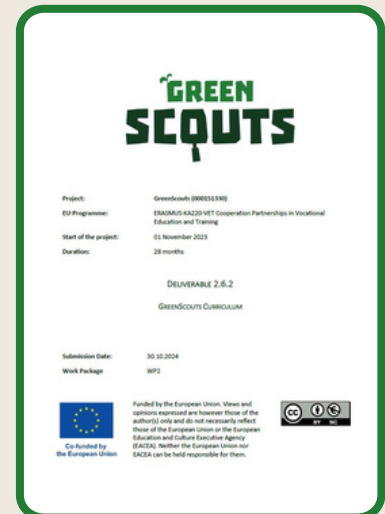 GREEN
SCOUTS
Project: GreenScouts (000151330)
EU Programme: ERASMUS-KA220-VET Cooperation Partnerships in Vocational
Education and Training
Start of the project: 01 November 2023
Duration: 28 months
DELIVERABLE 2.6.2
GREENSCOUTS CURRICULUM
Submission Date: 30.10.2024
Work Package WP2
Co-funded by
the European Union
Funded by the European Union. Views and
opinions expressed are however those of the
author(s) only and do not necessarily reflect
those of the European Union or the European
Education and Culture Executive Agency
(EACEA). Neither the European Union nor
EACEA can be held responsible for them.
CC
BY NC